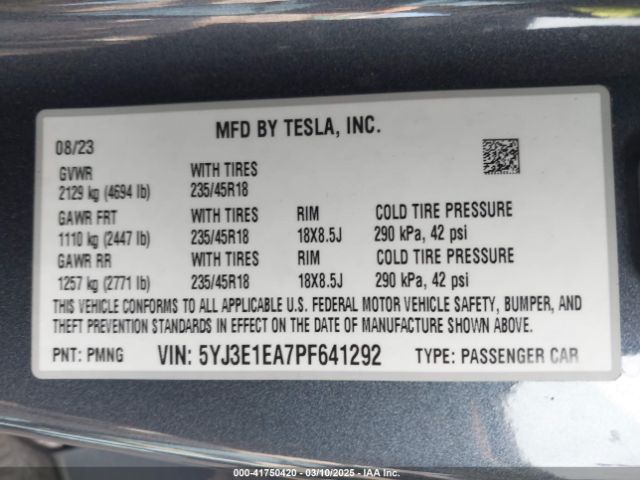 MFD BY TESLA, INC.
08/23
GVWR WITH TIRES
2129 kg (4694 lb) 235/45R18
GAWR FRT WITH TIRES RIM COLD TIRE PRESSURE
1110 kg (2447 lb) 235/45R18 18X8.5J 290 kPa, 42 psi
GAWR RR WITH TIRES RIM COLD TIRE PRESSURE
1257 kg (2771 lb) 235/45R18 18X8.5J 290 kPa, 42 psi
THIS VEHICLE CONFORMS TO ALL APPLICABLE U.S. FEDERAL MOTOR VEHICLE SAFETY, BUMPER, AND
THEFT PREVENTION STANDARDS IN EFFECT ON THE DATE OF MANUFACTURE SHOWN ABOVE.
PNT: PMNG VIN: 5YJ3E1EA7PF641292 TYPE: PASSENGER CAR
000-41750420 - 03/10/2025 - IAA Inc.